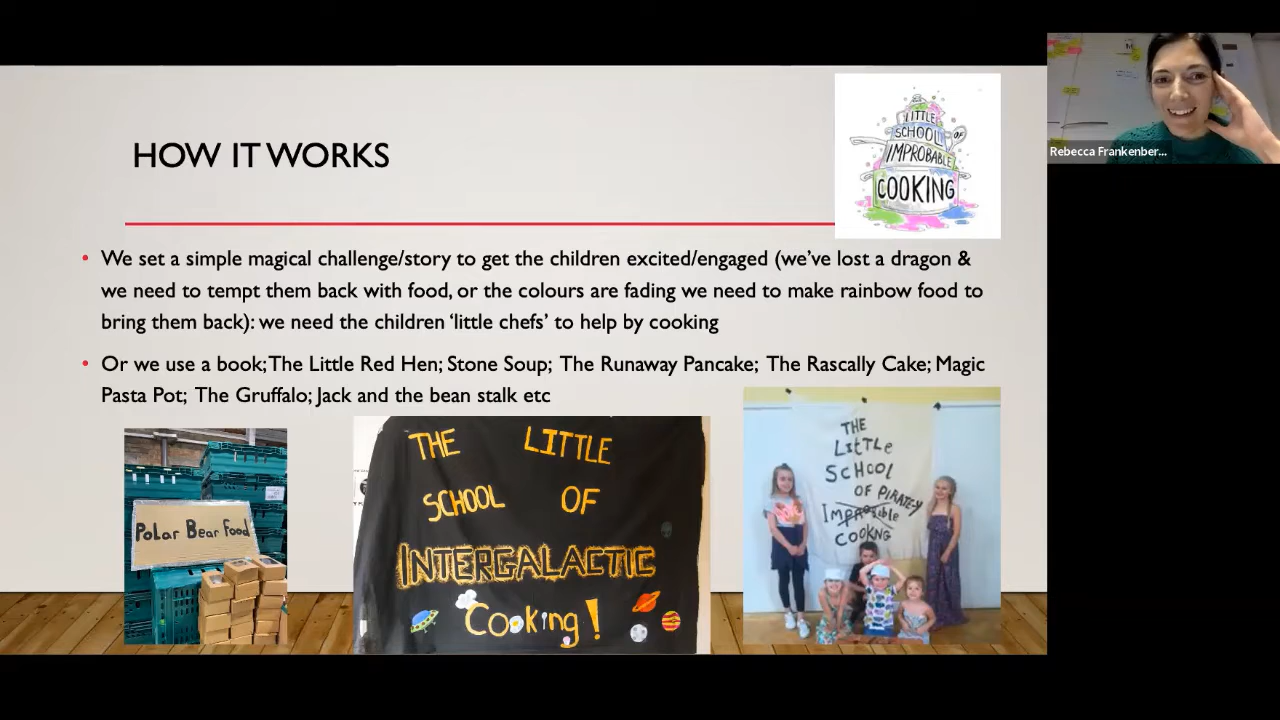 HOW IT WORKS
LITTLE
SCHOOL OF
IMPROBABLE
COOKING
Rebecca Frankenber...
• We set a simple magical challenge/story to get the children excited/engaged (we've lost a dragon &
we need to tempt them back with food, or the colours are fading we need to make rainbow food to
bring them back): we need the children 'little chefs' to help by cooking
• Or we use a book; The Little Red Hen; Stone Soup; The Runaway Pancake; The Rascally Cake; Magic
Pasta Pot; The Gruffalo; Jack and the bean stalk etc
Polar Bear Food
THE LITTLE
SCHOOL OF
INTERGALACTIC
Cooking!
THE
LittLe
SCHOOL
OF PiRATEY
Improbible
COOKNG